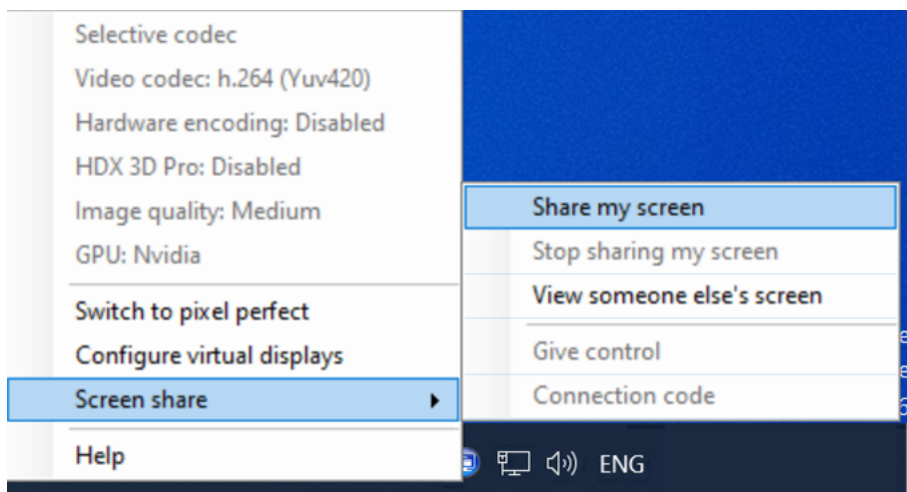 Selective codec
Video codec: h.264 (Yuv420)
Hardware encoding: Disabled
HDX 3D Pro: Disabled
Image quality: Medium
GPU: Nvidia
Switch to pixel perfect
Configure virtual displays
Screen share
Help
Share my screen
Stop sharing my screen
View someone else's screen
Give control
Connection code
ENG